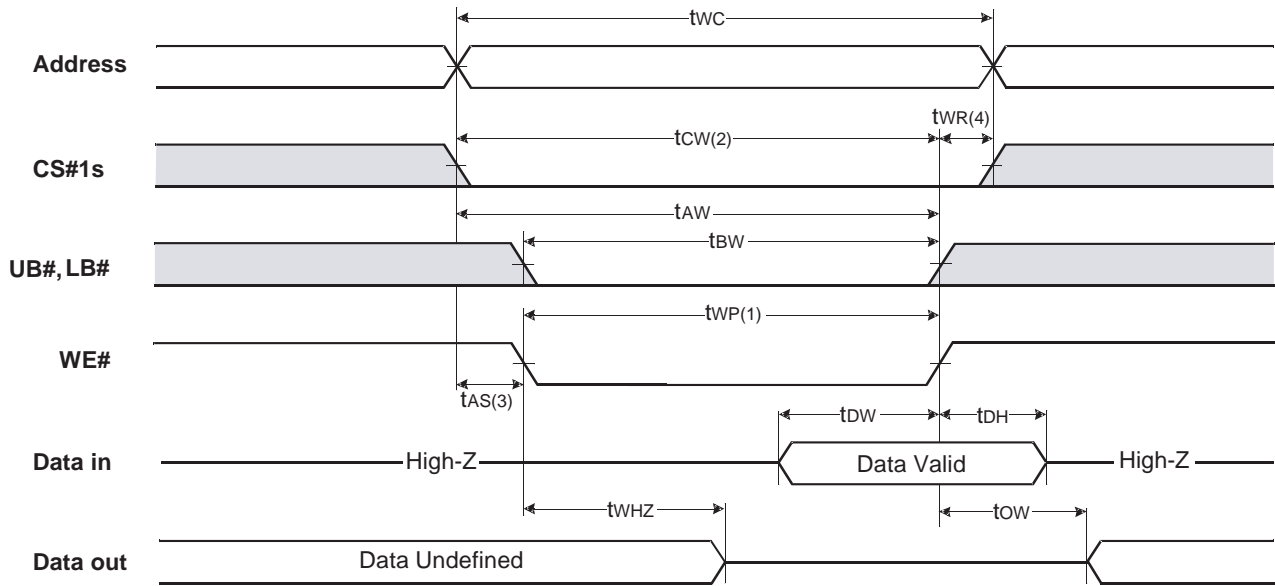 tWC
Address
tCW(2)
tWR(4)
CS#1s
tAW
tBW
UB#, LB#
tWP(1)
WE#
tAS(3)
tDW
tDH
Data in
High-Z
Data Valid
High-Z
tWHZ
tOW
Data out
Data Undefined